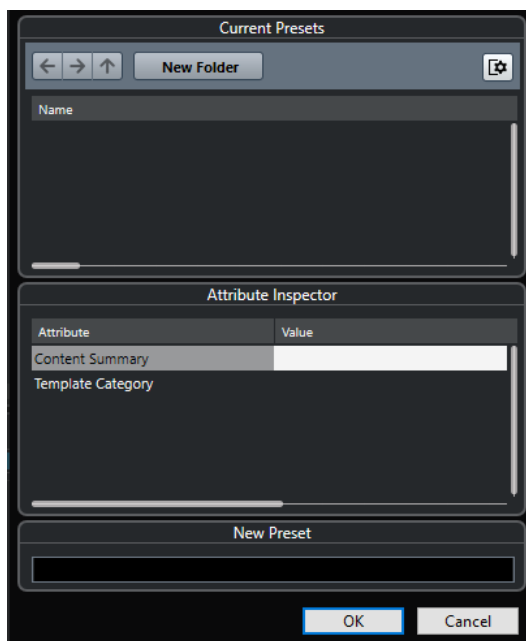 Current Presets
New Folder
Name
Attribute Inspector
Attribute Value
Content Summary
Template Category
New Preset
OK Cancel